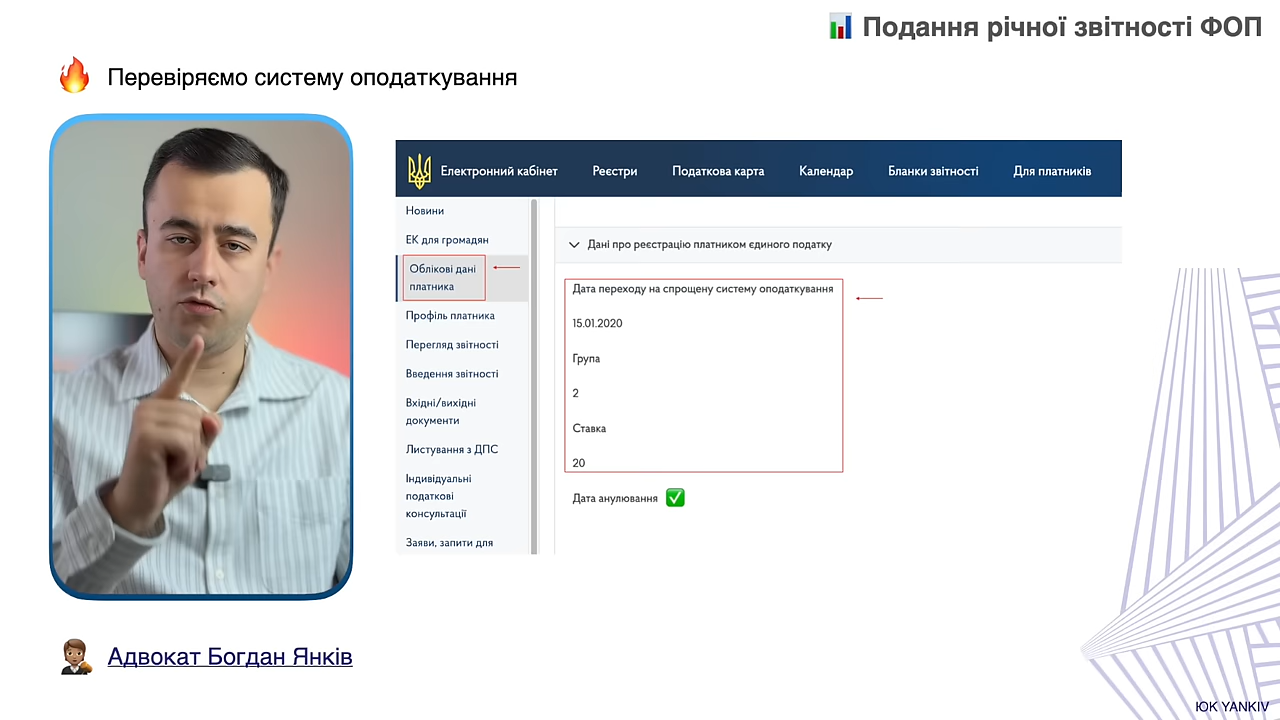 Подання річної звітності ФОП
Перевіряємо систему оподаткування
Електронний кабінет
Реєстри
Податкова карта
Календар
Бланки звітності
Для платників
Новини
ЕК для громадян
Облікові дані
платника
Профіль платника
Перегляд звітності
Введення звітності
Вхідні/вихідні
документи
Листування з ДПС
Індивідуальні
податкові
консультації
Заяви, запити для
Дані про реєстрацію платником єдиного податку
Дата переходу на спрощену систему оподаткування
15.01.2020
Група
2
Ставка
20
Дата анулювання
Адвокат Богдан Янків
ЮК YANKIV